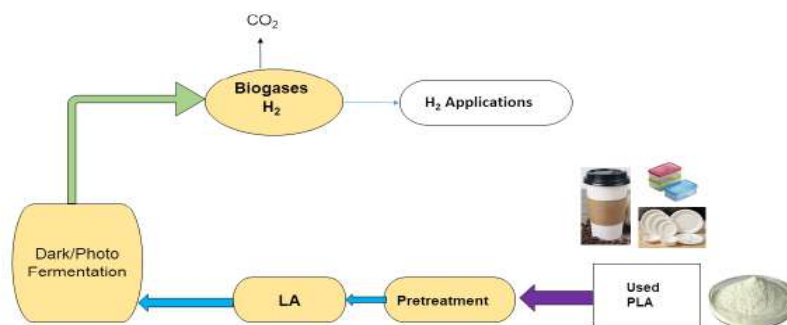 CO₂
Biogases
H₂
H₂ Applications
Dark/Photo
Fermentation
LA
Pretreatment
Used
PLA